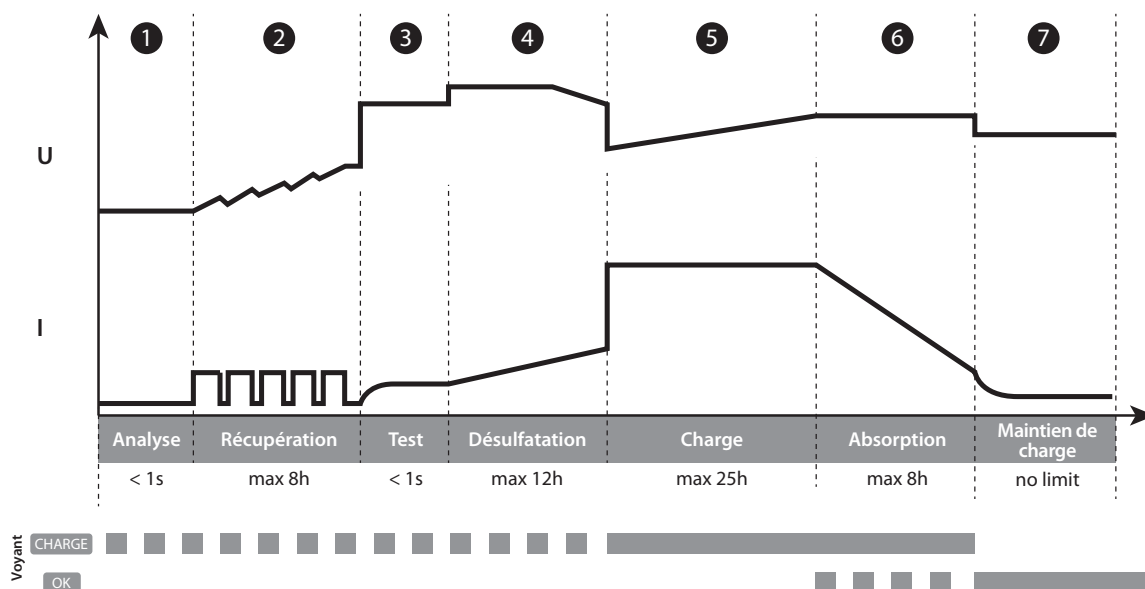 1 2 3 4 5 6 7
U
I
Analyse Récupération Test Désulfatation Charge Absorption Maintien de charge
< 1s max 8h < 1s max 12h max 25h max 8h no limit
Voyant
CHARGE
OK